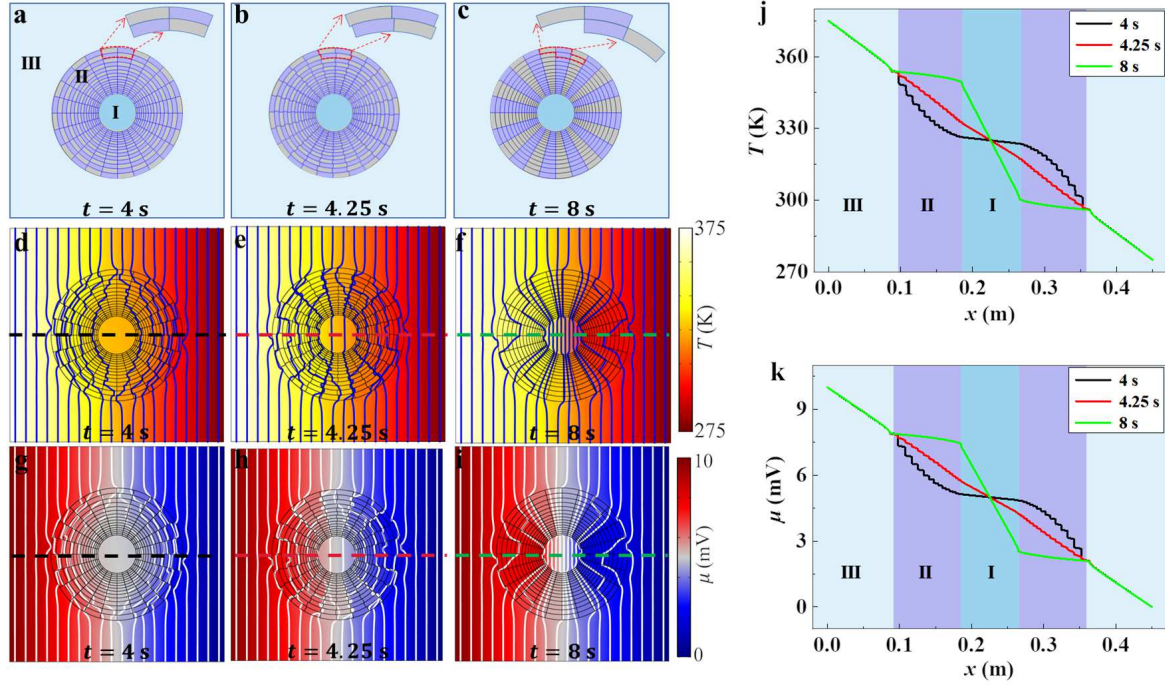 a
III
II
I
t = 4 s
b
t = 4.25 s
c
t = 8 s
d
t = 4 s
e
t = 4.25 s
f
t = 8 s
375
T (K)
275
g
t = 4 s
h
t = 4.25 s
i
t = 8 s
10
μ (mV)
0
j
4 s
4.25 s
8 s
360
330
300
270
T (K)
III
II
I
0.0
0.1
0.2
0.3
0.4
x (m)
k
4 s
4.25 s
8 s
9
6
3
0
μ (mV)
III
II
I
0.0
0.1
0.2
0.3
0.4
x (m)